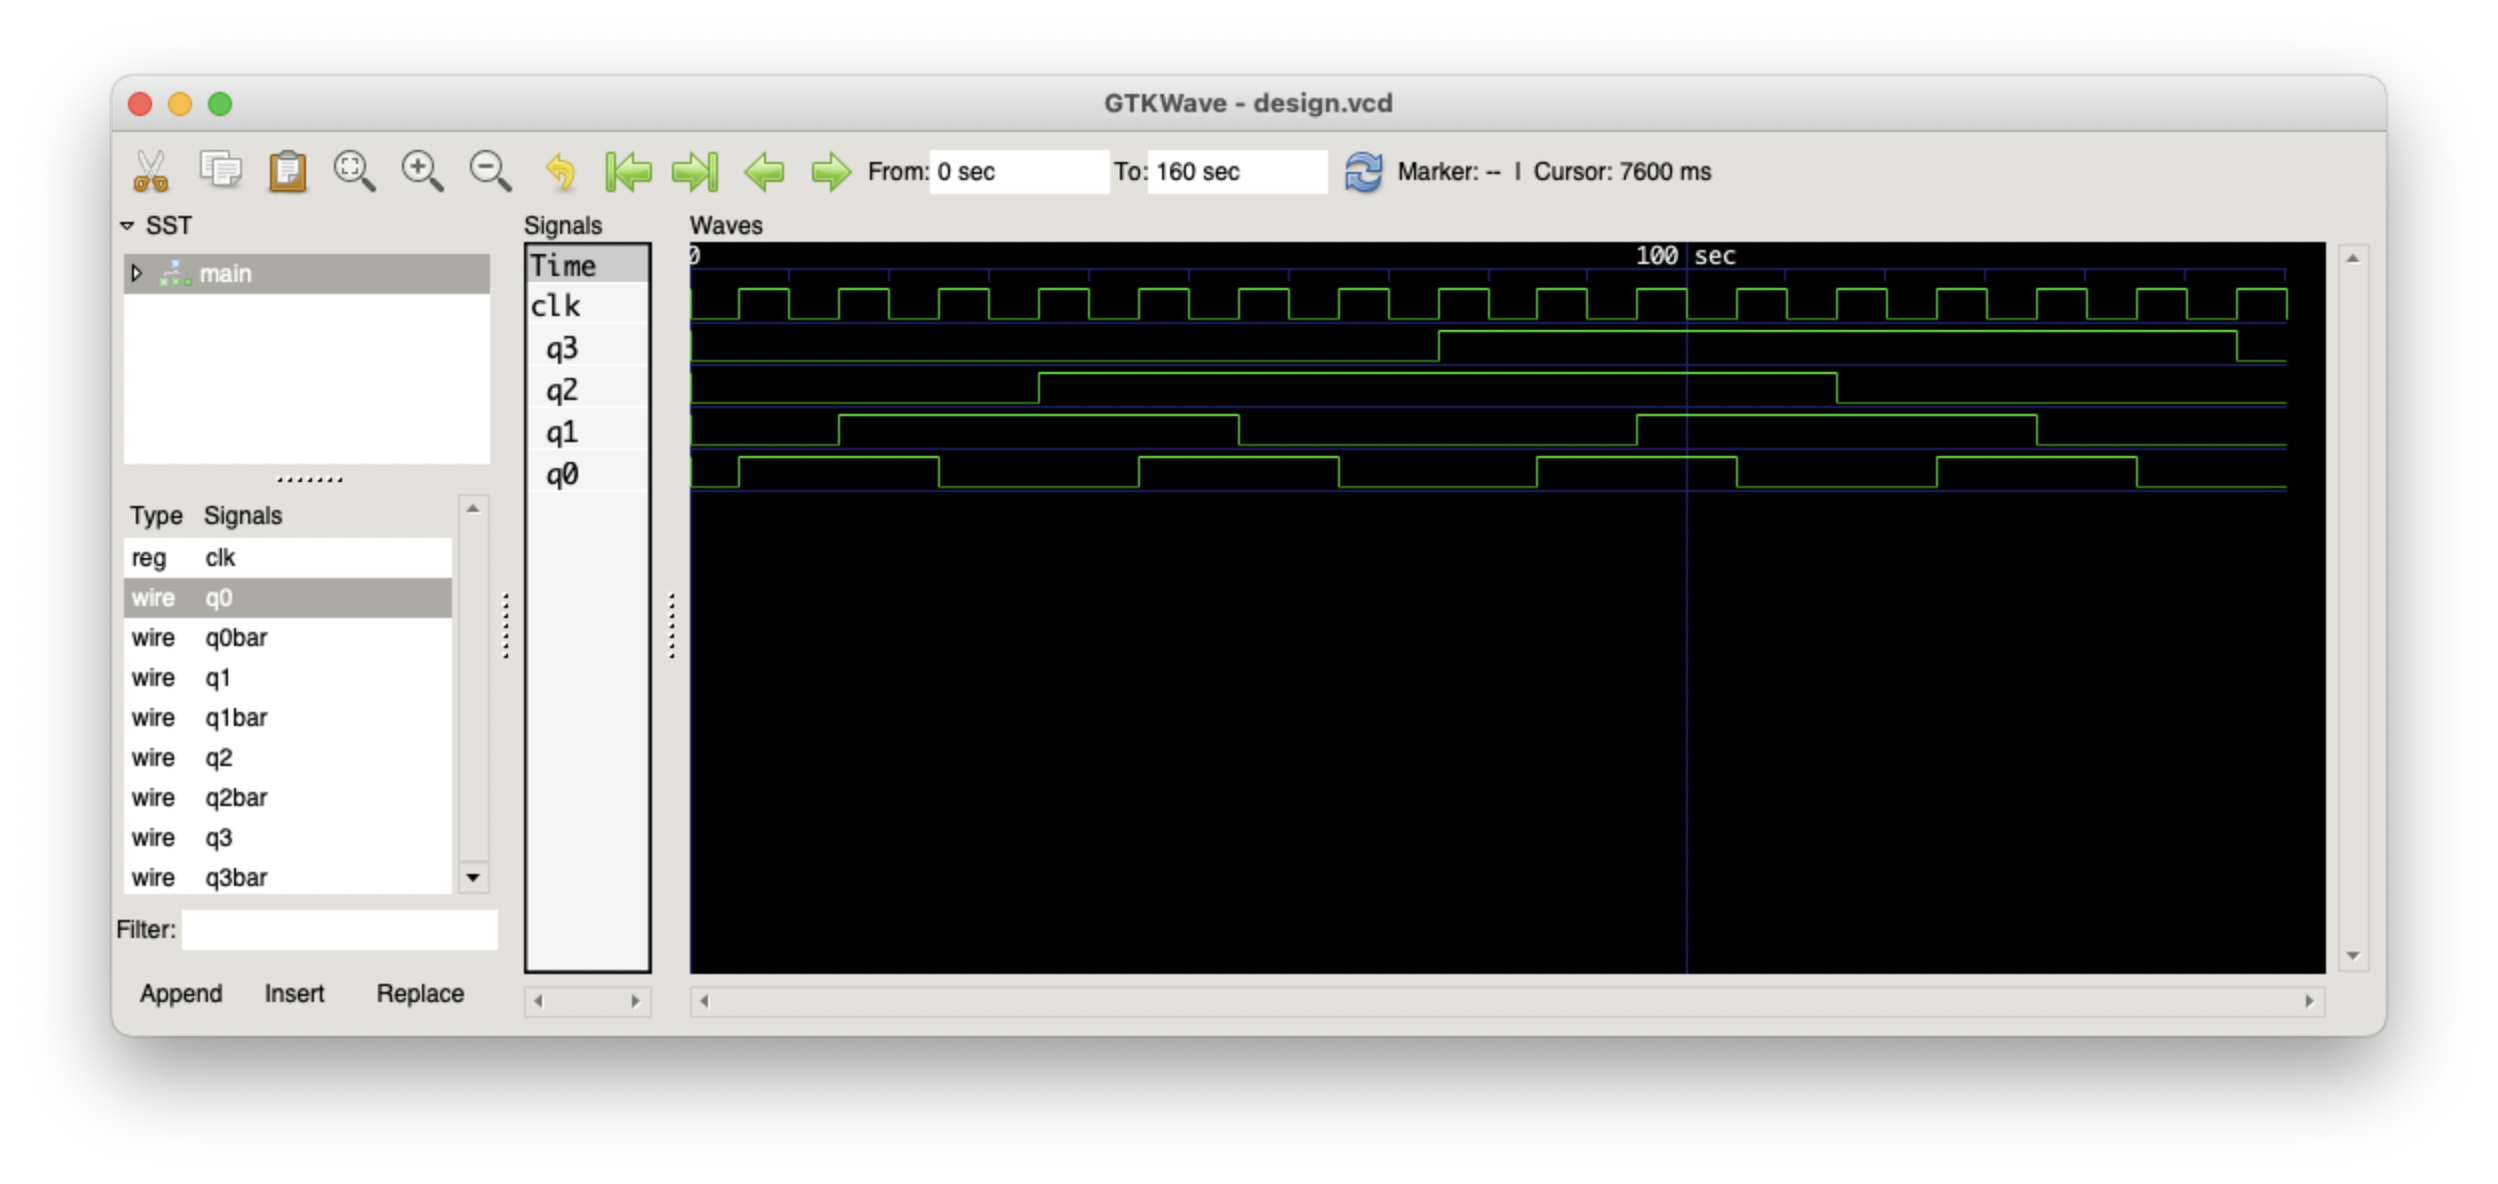 GTKWave - design.vcd
From: 0 sec To: 160 sec Marker: -- | Cursor: 7600 ms
SST
main
Type Signals
reg clk
wire q0
wire q0bar
wire q1
wire q1bar
wire q2
wire q2bar
wire q3
wire q3bar
Filter:
Append Insert Replace
Signals
Time
clk
q3
q2
q1
q0
Waves
0 100 sec